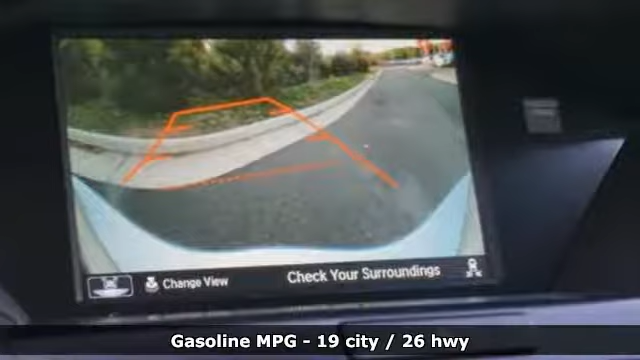 Change View
Check Your Surroundings
Gasoline MPG - 19 city / 26 hwy